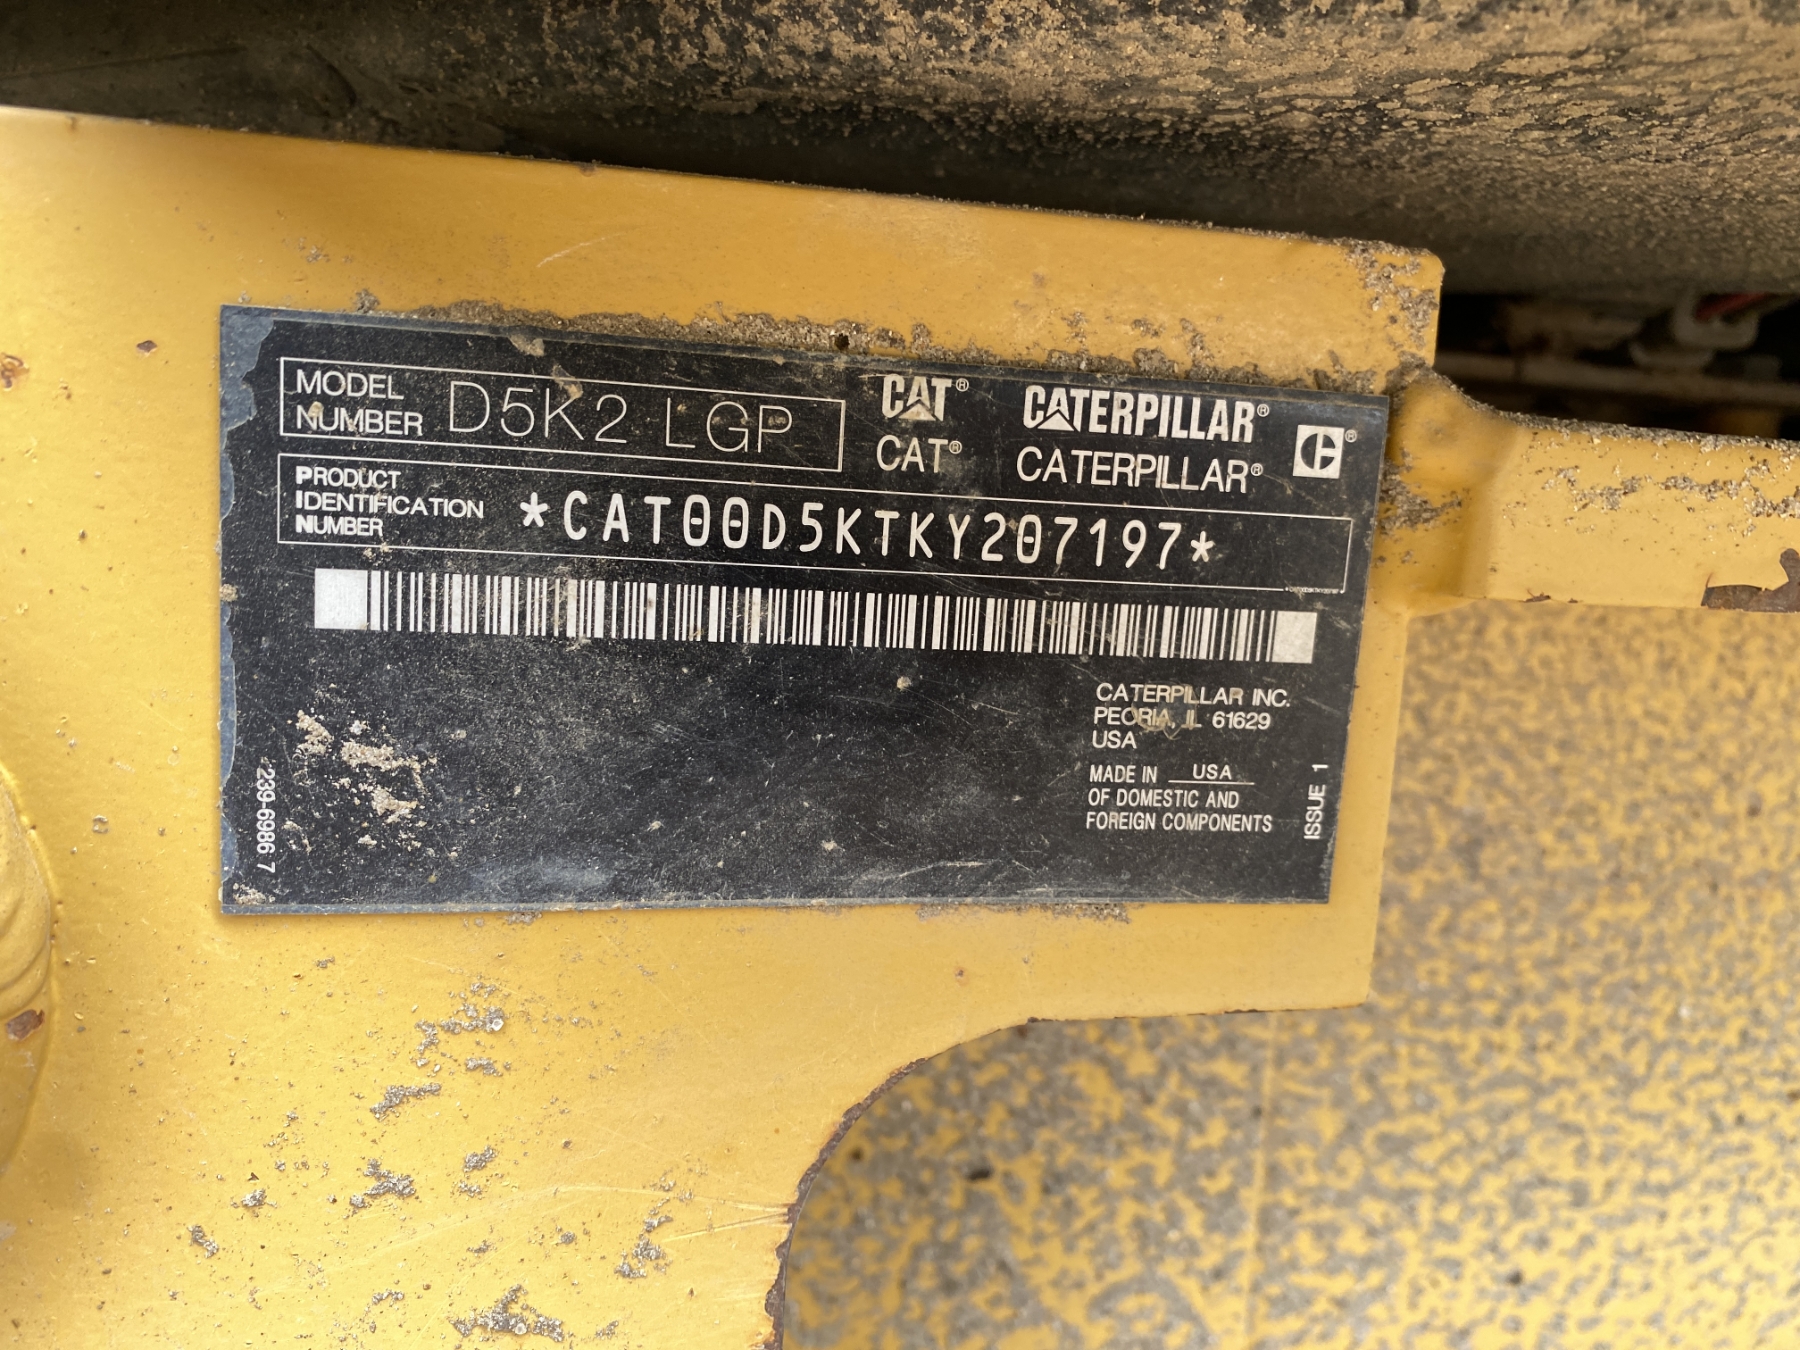 MODEL NUMBER D5K2 LGP
CAT® CATERPILLAR®
CAT® CATERPILLAR® ®
PRODUCT
IDENTIFICATION
NUMBER
*CAT00D5KTKY207197*
CATERPILLAR INC.
PEORIA, IL 61629
USA
MADE IN USA
OF DOMESTIC AND
FOREIGN COMPONENTS
ISSUE 1
239-6986 7